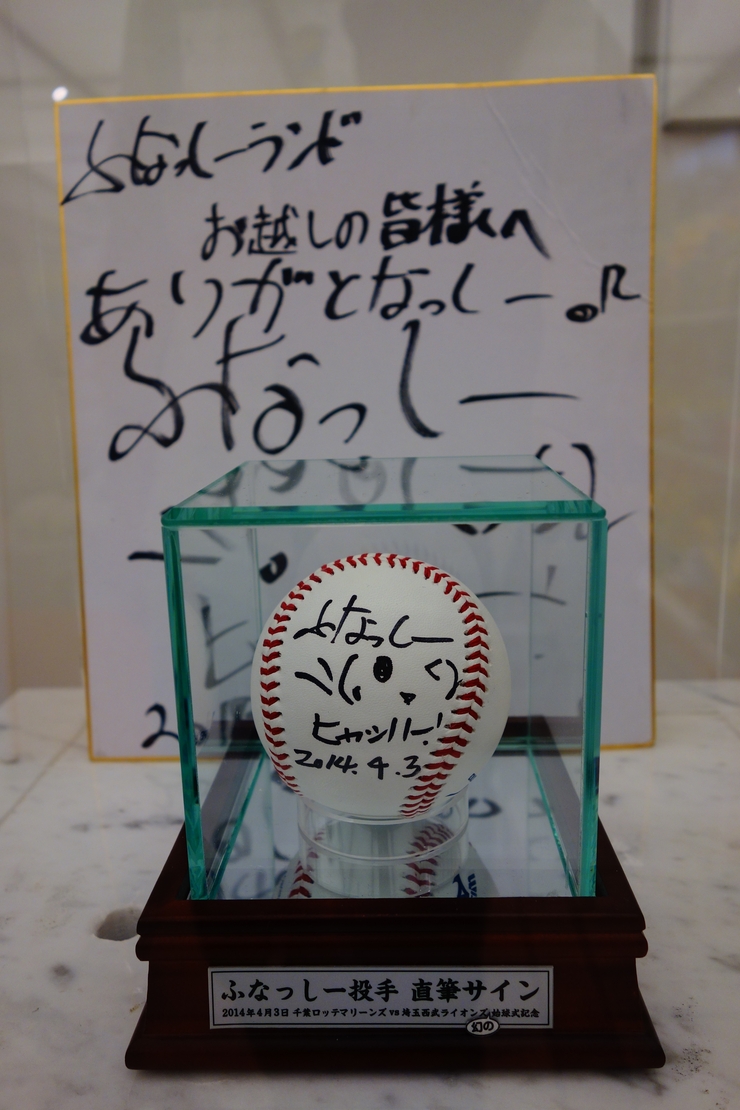 ふなっしーランド
お越しの皆様へ
ありがとなっしー。
ふなっしー
ふなっしー
ヒャッハー!
2014.4.3
ふなっしー投手 直筆サイン
2014年4月3日 千葉ロッテマリーンズ vs 埼玉西武ライオンズ 始球式記念
幻の